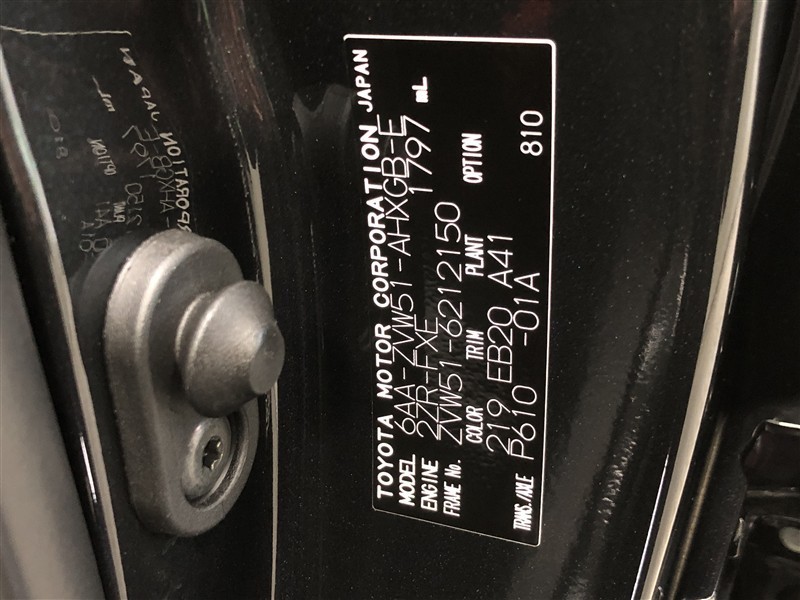 TOYOTA MOTOR CORPORATION JAPAN
MODEL 6AA-ZVW51-AHXGB-E
ENGINE 2ZR-FXE 1797 mL
FRAME No. ZVW51-6212150
COLOR TRIM PLANT OPTION
219 EB20 A41
TRANS./AXLE P610 -01A 810